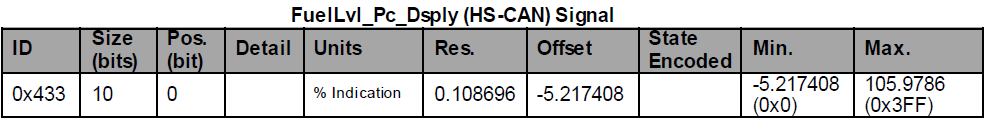 FuelLvl_Pc_Dsply (HS-CAN) Signal
ID Size (bits) Pos. (bit) Detail Units Res. Offset State Encoded Min. Max.
0x433 10 0 % Indication 0.108696 -5.217408 -5.217408 (0x0) 105.9786 (0x3FF)